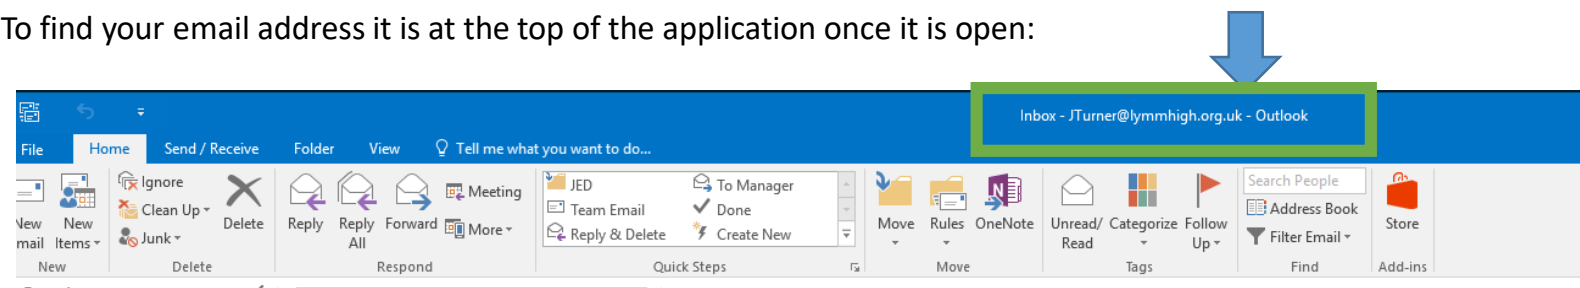 To find your email address it is at the top of the application once it is open:
Inbox - JTurner@lymmhigh.org.uk - Outlook
File Home Send / Receive Folder View Tell me what you want to do...
New
mail
New
Items
Ignore
Clean Up
Junk
Delete
Reply
Reply
All
Forward
Meeting
More
JED
Team Email
Reply & Delete
To Manager
Done
Create New
Move
Rules
OneNote
Unread/
Read
Categorize
Follow
Up
Search People
Address Book
Filter Email
Store
New Delete Respond Quick Steps Move Tags Find Add-ins